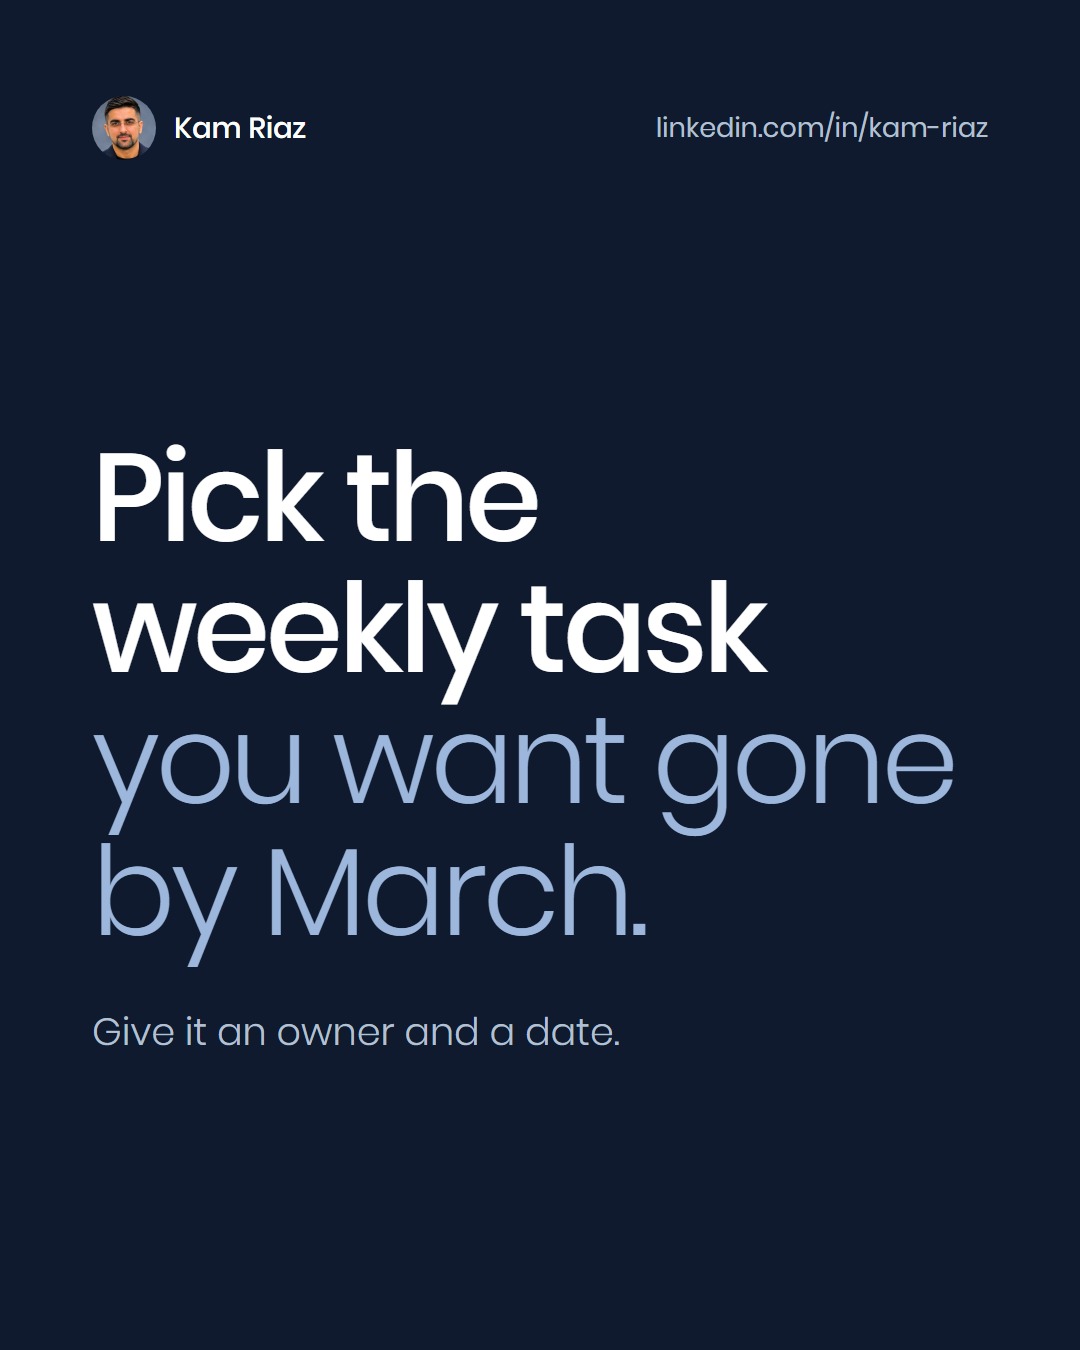 Kam Riaz
linkedin.com/in/kam-riaz
Pick the
weekly task
you want gone
by March.
Give it an owner and a date.